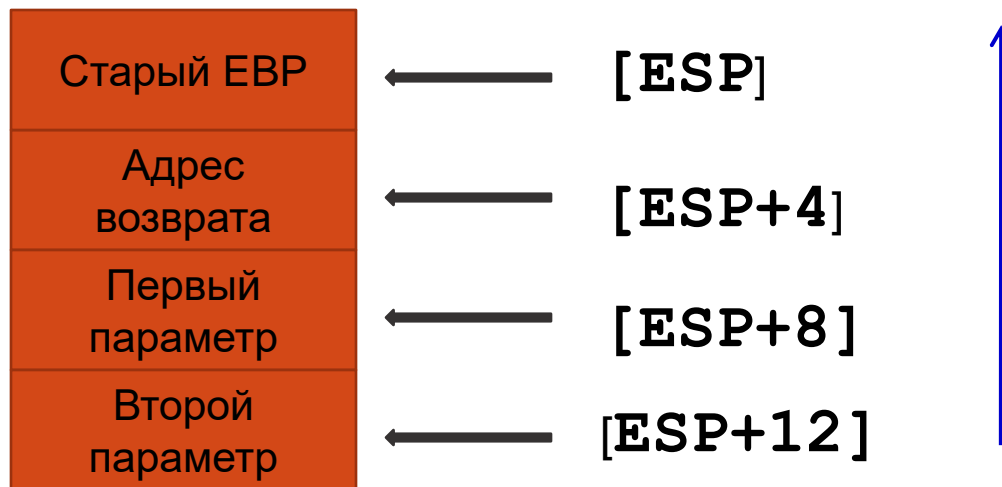 Старый EBP
[ESP]
Адрес
возврата
[ESP+4]
Первый
параметр
[ESP+8]
Второй
параметр
[ESP+12]